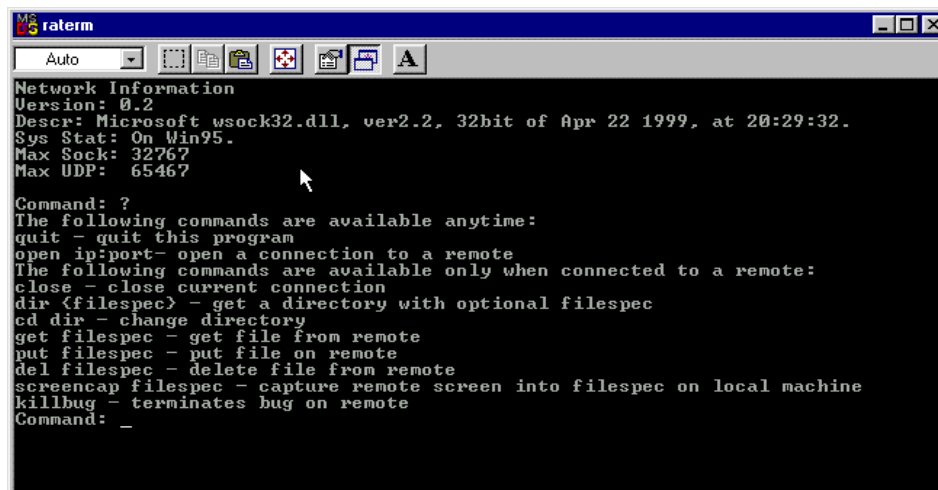 MS
DS raterm
Auto A
Network Information
Version: 0.2
Descr: Microsoft wsock32.dll, ver2.2, 32bit of Apr 22 1999, at 20:29:32.
Sys Stat: On Win95.
Max Sock: 32767
Max UDP: 65467
Command: ?
The following commands are available anytime:
quit - quit this program
open ip:port- open a connection to a remote
The following commands are available only when connected to a remote:
close - close current connection
dir {filespec} - get a directory with optional filespec
cd dir - change directory
get filespec - get file from remote
put filespec - put file on remote
del filespec - delete file from remote
screencap filespec - capture remote screen into filespec on local machine
killbug - terminates bug on remote
Command: _